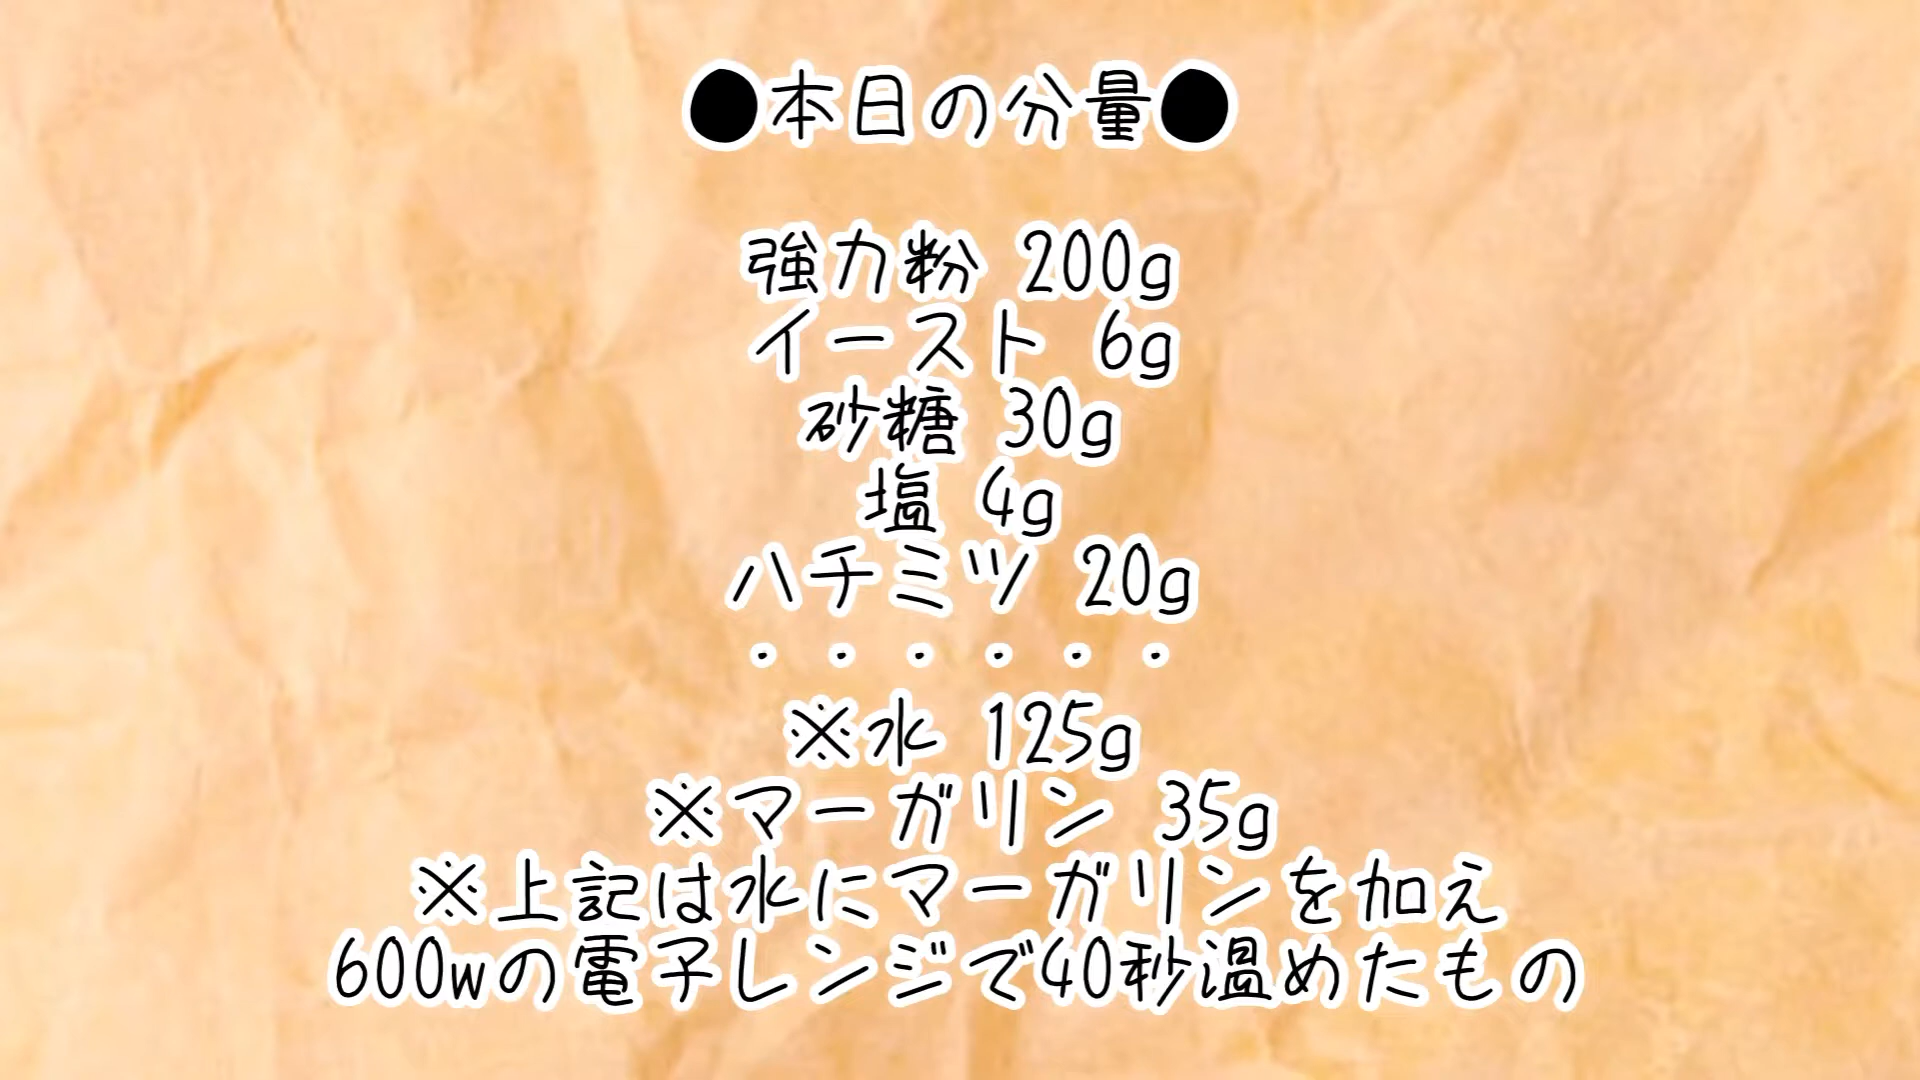 ●本日の分量●
強力粉 200g
イースト 6g
砂糖 30g
塩 4g
ハチミツ 20g
・・・・・・
※水 125g
※マーガリン 35g
※上記は水にマーガリンを加え
600wの電子レンジで40秒温めたもの